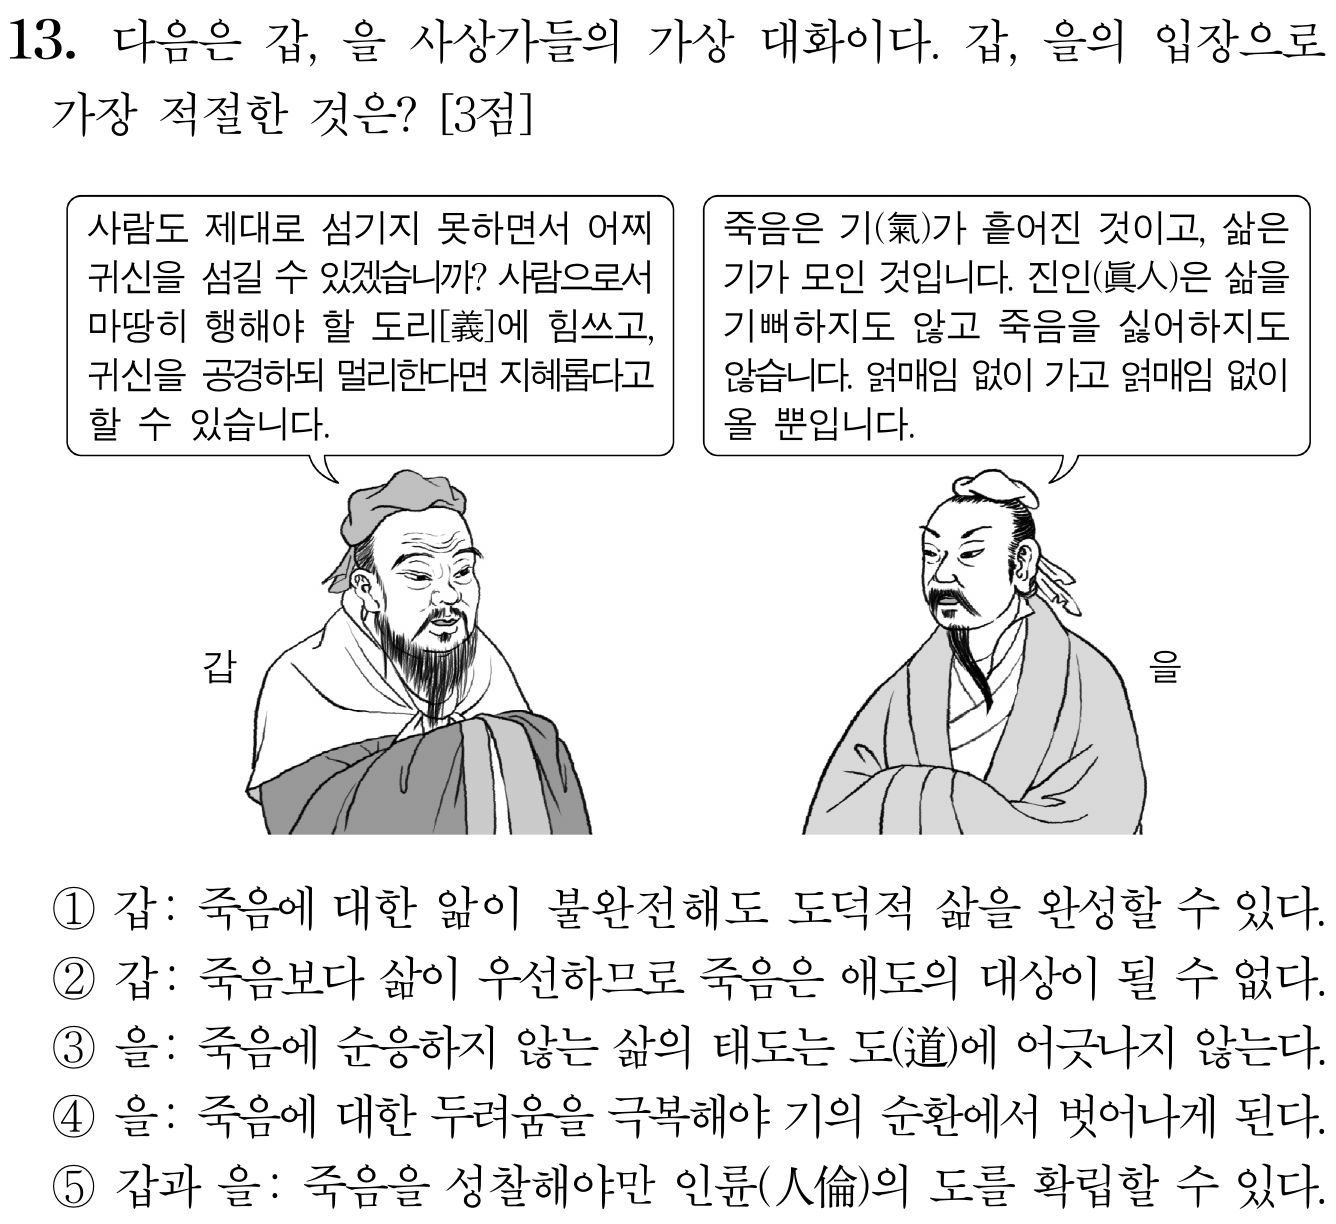 13. 다음은 갑, 을 사상가들의 가상 대화이다. 갑, 을의 입장으로
가장 적절한 것은? [3점]
사람도 제대로 섬기지 못하면서 어찌
귀신을 섬길 수 있겠습니까? 사람으로서
마땅히 행해야 할 도리[義]에 힘쓰고,
귀신을 공경하되 멀리한다면 지혜롭다고
할 수 있습니다.
죽음은 기(氣)가 흩어진 것이고, 삶은
기가 모인 것입니다. 진인(眞人)은 삶을
기뻐하지도 않고 죽음을 싫어하지도
않습니다. 얽매임 없이 가고 얽매임 없이
올 뿐입니다.
갑
을
① 갑: 죽음에 대한 앎이 불완전해도 도덕적 삶을 완성할 수 있다.
② 갑: 죽음보다 삶이 우선하므로 죽음은 애도의 대상이 될 수 없다.
③ 을: 죽음에 순응하지 않는 삶의 태도는 도(道)에 어긋나지 않는다.
④ 을: 죽음에 대한 두려움을 극복해야 기의 순환에서 벗어나게 된다.
⑤ 갑과 을: 죽음을 성찰해야만 인륜(人倫)의 도를 확립할 수 있다.